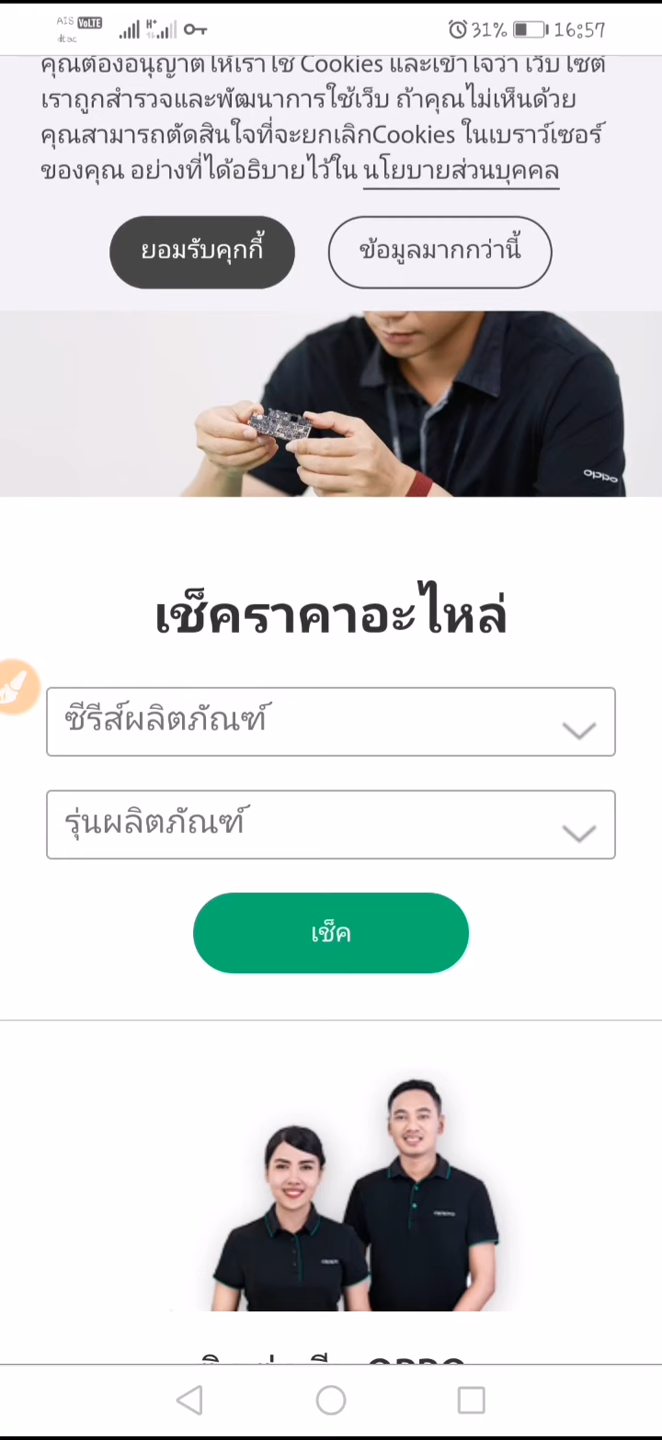 AIS VoLTE
dtac
H+
31% 16:57
คุณต้องอนุญาตให้เราใช้ Cookies และเข้าใจว่า เว็บไซต์
เราถูกสำรวจและพัฒนาการใช้เว็บ ถ้าคุณไม่เห็นด้วย
คุณสามารถตัดสินใจที่จะยกเลิกCookies ในเบราว์เซอร์
ของคุณ อย่างที่ได้อธิบายไว้ใน นโยบายส่วนบุคคล
ยอมรับคุกกี้ ข้อมูลมากกว่านี้
oppo
เช็คราคาอะไหล่
ซีรีส์ผลิตภัณฑ์
รุ่นผลิตภัณฑ์
เช็ค
OPPO